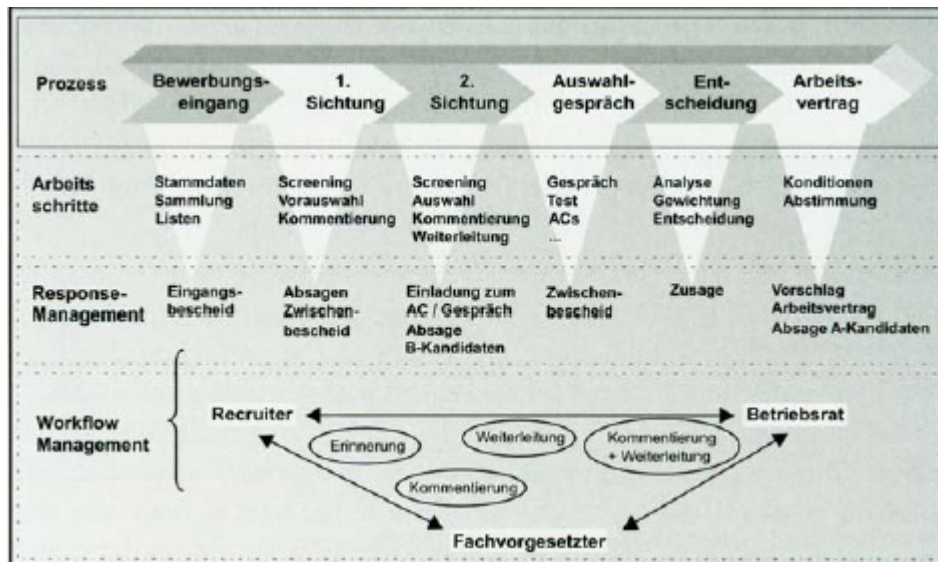 Prozess
Bewerbungs-
eingang
1.
Sichtung
2.
Sichtung
Auswahl-
gespräch
Ent-
scheidung
Arbeits-
vertrag
Arbeits
schritte
Stammdaten
Sammlung
Listen
Screening
Vorauswahl
Kommentierung
Screening
Auswahl
Kommentierung
Weiterleitung
Gespräch
Test
ACs
...
Analyse
Gewichtung
Entscheidung
Konditionen
Abstimmung
Response-
Management
Eingangs-
bescheid
Absagen
Zwischen-
bescheid
Einladung zum
AC / Gespräch
Absage
B-Kandidaten
Zwischen-
bescheid
Zusage
Vorschlag
Arbeitsvertrag
Absage A-Kandidaten
Workflow
Management
Recruiter
Betriebsrat
Erinnerung
Weiterleitung
Kommentierung
+ Weiterleitung
Kommentierung
Fachvorgesetzter